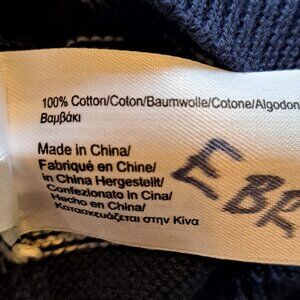 100% Cotton/Coton/Baumwolle/Cotone/Algodon
Βαμβάκι
Made in China/
Fabriqué en Chine/
in China Hergestellt/
Confezionato in Cina/
Hecho en China/
Κατασκευάζεται στην Κίνα
E BR